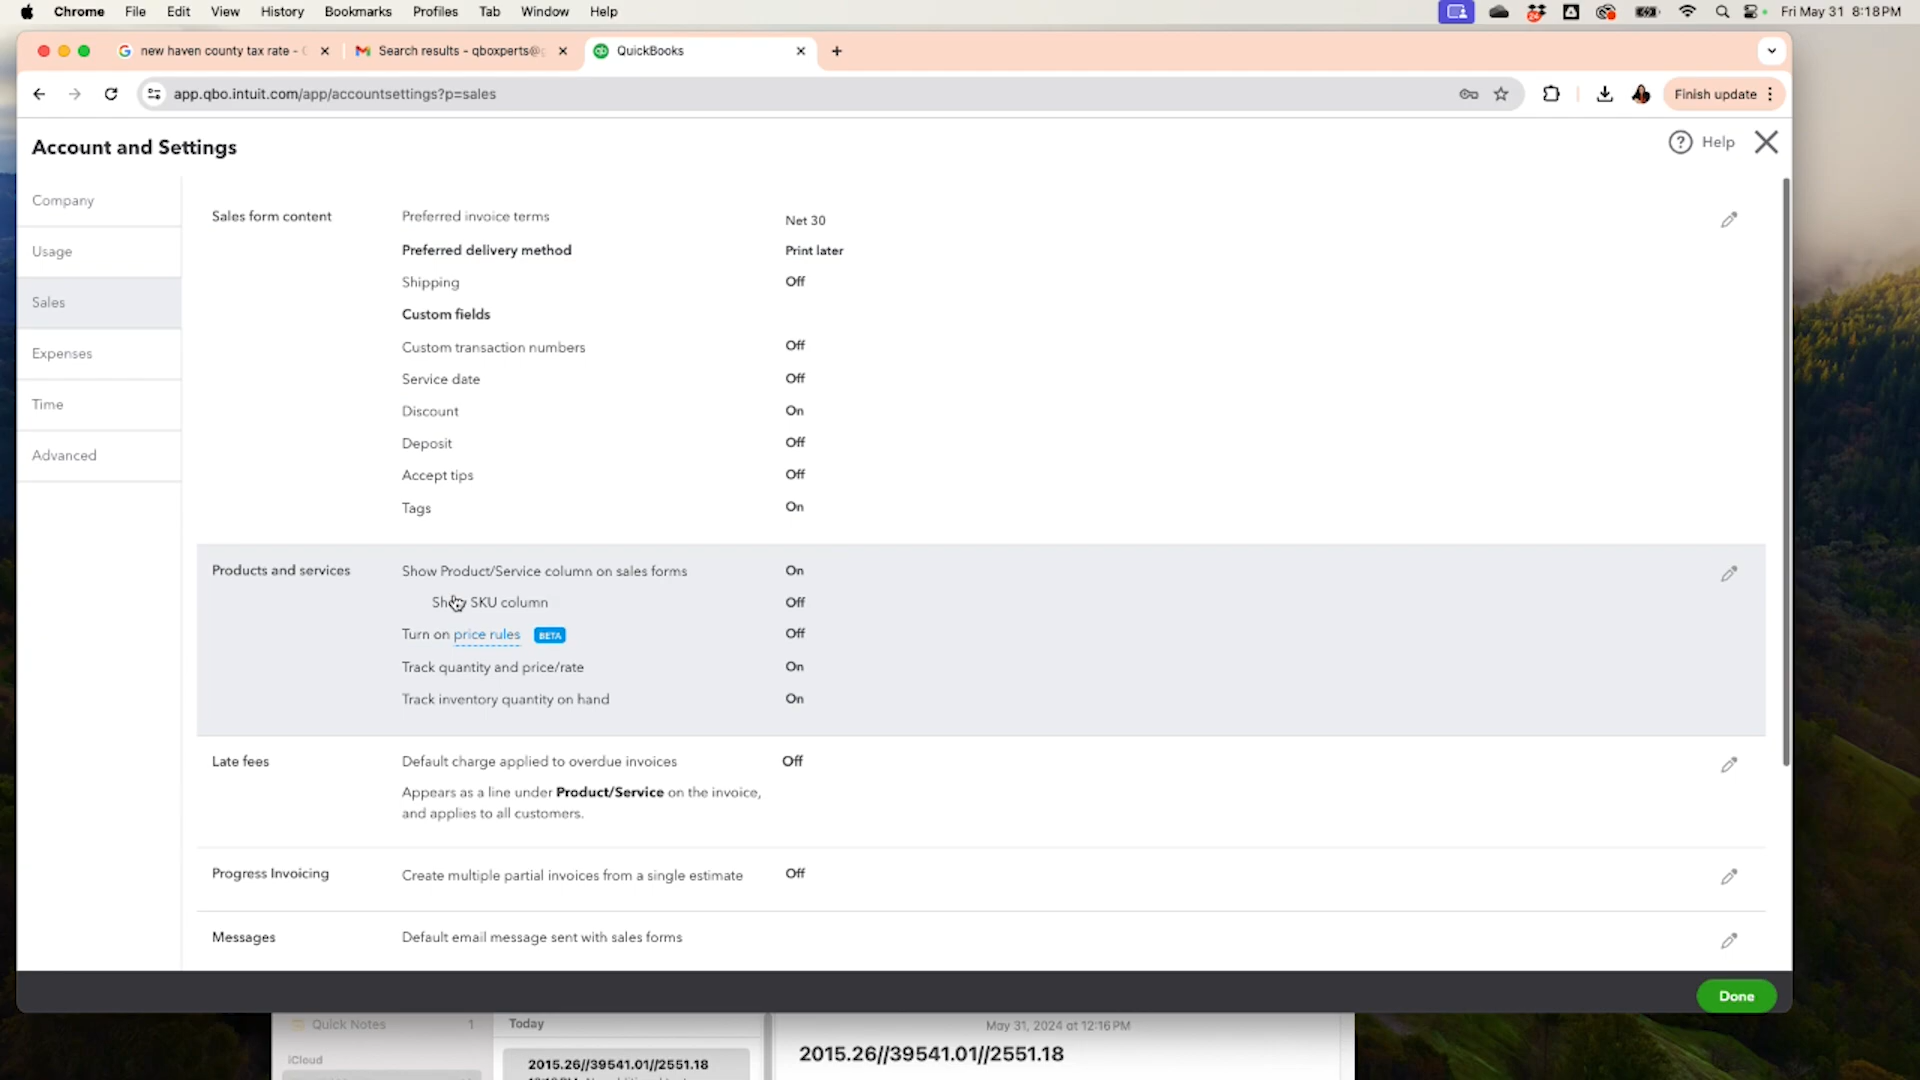 Chrome File Edit View History Bookmarks Profiles Tab Window Help
Fri May 31 8:18 PM
new haven county tax rate -
Search results - qboxperts@
QuickBooks
app.qbo.intuit.com/app/accountsettings?p=sales
Finish update
Account and Settings
Help
Company
Usage
Sales
Expenses
Time
Advanced
Sales form content
Preferred invoice terms Net 30
Preferred delivery method Print later
Shipping Off
Custom fields
Custom transaction numbers Off
Service date Off
Discount On
Deposit Off
Accept tips Off
Tags On
Products and services
Show Product/Service column on sales forms On
Show SKU column Off
Turn on price rules BETA Off
Track quantity and price/rate On
Track inventory quantity on hand On
Late fees
Default charge applied to overdue invoices Off
Appears as a line under Product/Service on the invoice,
and applies to all customers.
Progress Invoicing
Create multiple partial invoices from a single estimate Off
Messages
Default email message sent with sales forms
Done
Quick Notes 1
Today
May 31, 2024 at 12:16 PM
iCloud
2015.26//39541.01//2551.18
2015.26//39541.01//2551.18